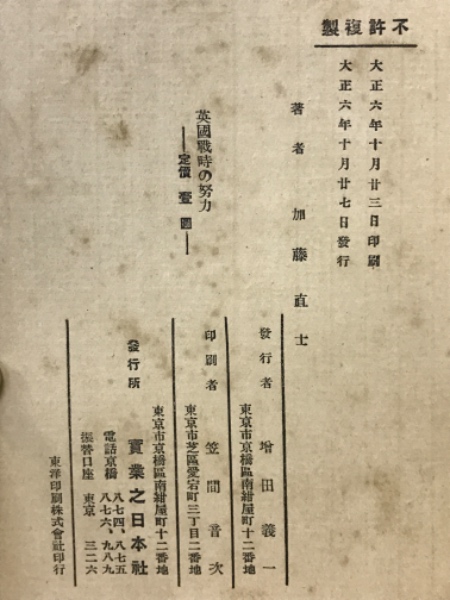 不許複製
大正六年十月廿三日印刷
大正六年十月廿七日發行
著者 加藤直士
英國戰時の努力
―定價壹圓―
東京市京橋區南紺屋町十二番地
發行者 增田義一
東京市芝區愛宕町三丁目二番地
印刷者 笠間音次
東京市京橋區南紺屋町十二番地
發行所 實業之日本社
電話京橋 八七四、八七五 八七六、九八九
振替口座 東京 三二六
東洋印刷株式會社印行